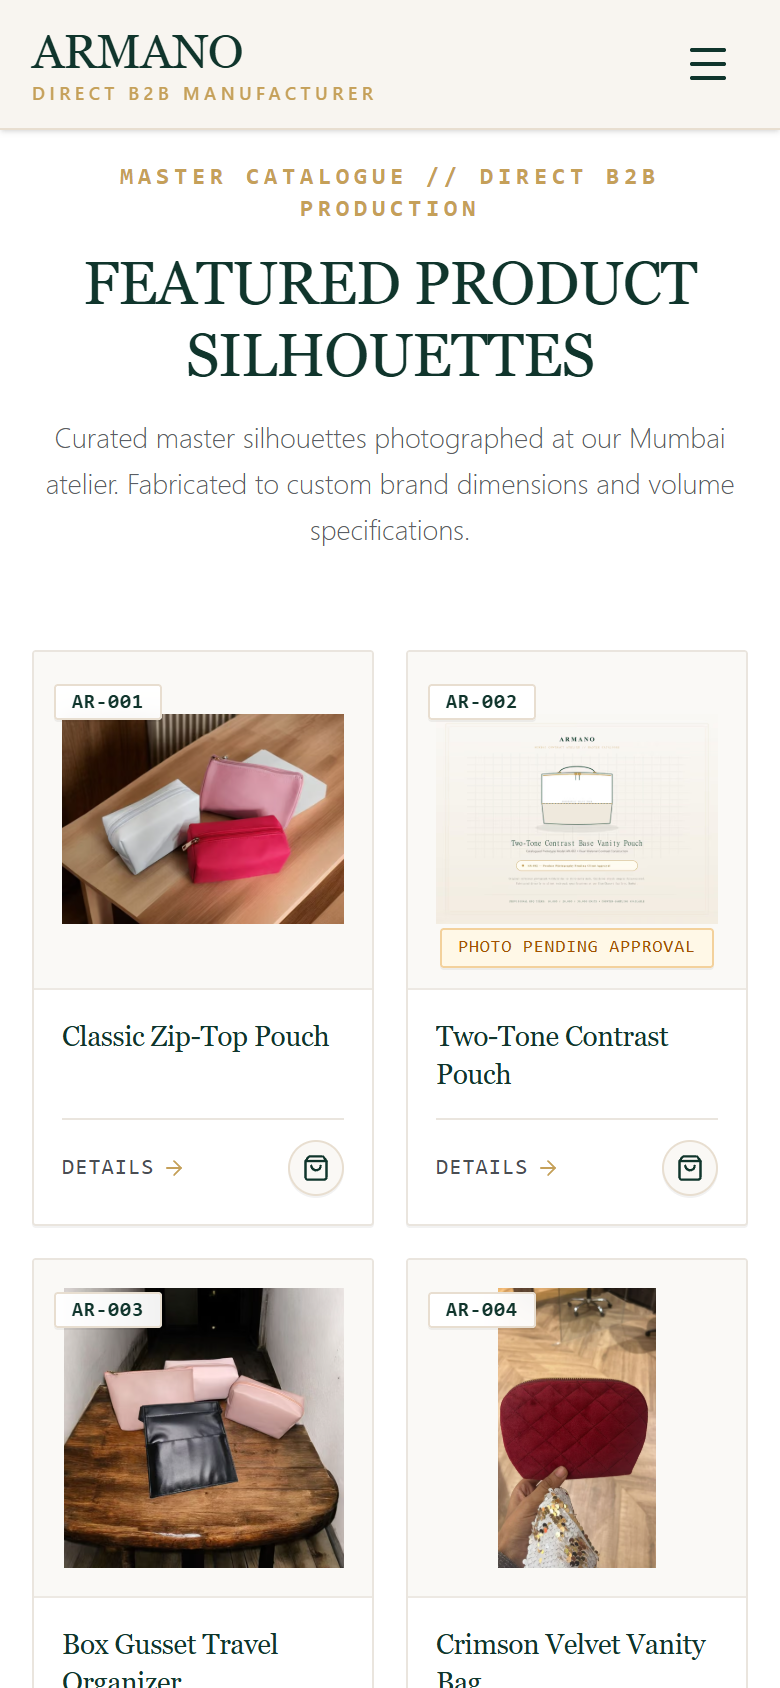 ARMANO
DIRECT B2B MANUFACTURER
MASTER CATALOGUE // DIRECT B2B
PRODUCTION
FEATURED PRODUCT
SILHOUETTES
Curated master silhouettes photographed at our Mumbai
atelier. Fabricated to custom brand dimensions and volume
specifications.
AR-001
AR-002
ARMANO
Two-Tone Contrast Base Vanity Pouch
PHOTO PENDING APPROVAL
Classic Zip-Top Pouch
Two-Tone Contrast
Pouch
DETAILS →
DETAILS →
AR-003
AR-004
Box Gusset Travel
Organizer
Crimson Velvet Vanity
Bag